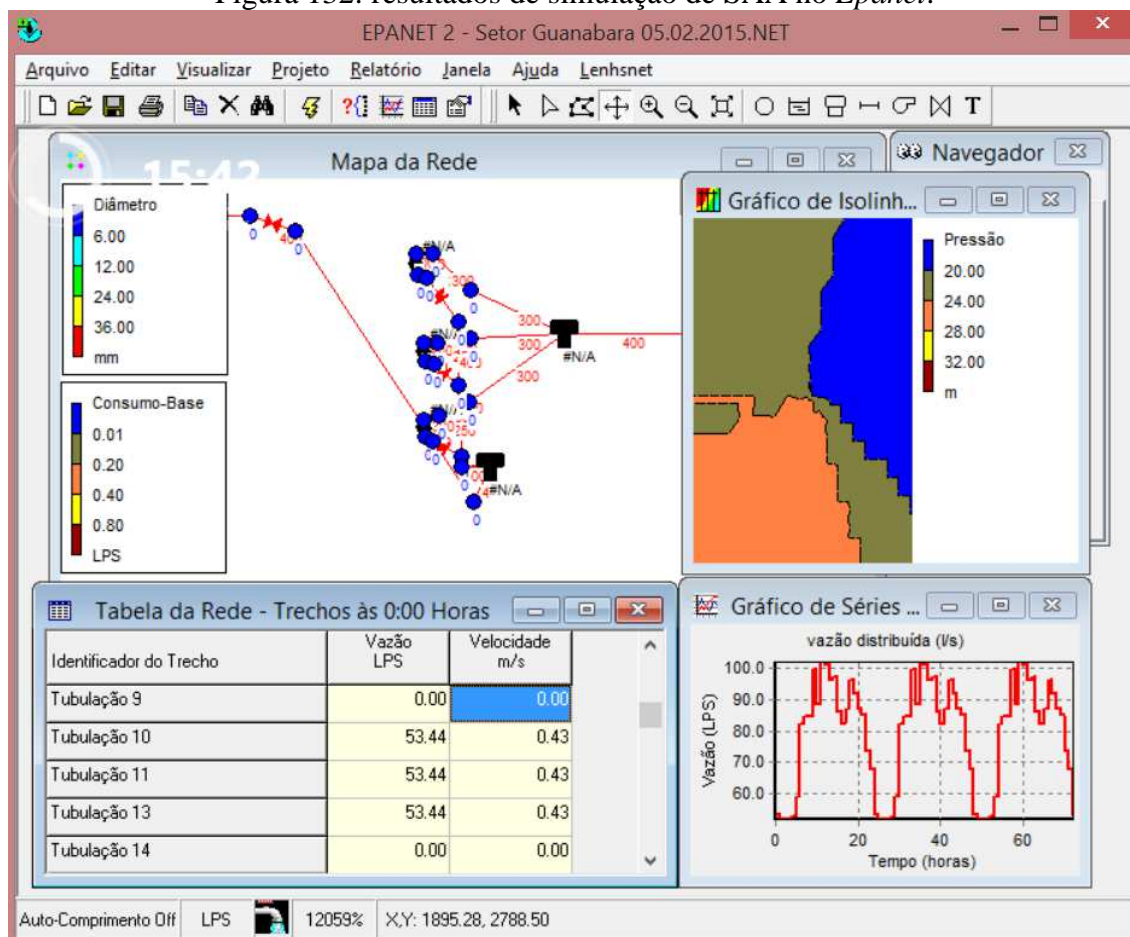 Figura 132: resultados de simulação de SAA no Epanet.
EPANET 2 - Setor Guanabara 05.02.2015.NET
Arquivo Editar Visualizar Projeto Relatório Janela Ajuda Lenhsnet
T
Mapa da Rede
15:42
Diâmetro
6.00
12.00
24.00
36.00
mm
Consumo-Base
0.01
0.20
0.40
0.80
LPS
#N/A
300
300
300
300
400
#N/A
#N/A
Navegador
Gráfico de Isolinh...
Pressão
20.00
24.00
28.00
32.00
m
Tabela da Rede - Trechos às 0:00 Horas
Identificador do Trecho Vazão LPS Velocidade m/s
Tubulação 9 0.00 0.00
Tubulação 10 53.44 0.43
Tubulação 11 53.44 0.43
Tubulação 13 53.44 0.43
Tubulação 14 0.00 0.00
Gráfico de Séries ...
vazão distribuída (l/s)
Vazão (LPS)
100.0
90.0
80.0
70.0
60.0
0 20 40 60
Tempo (horas)
Auto-Comprimento Off LPS 12059% X,Y: 1895.28, 2788.50